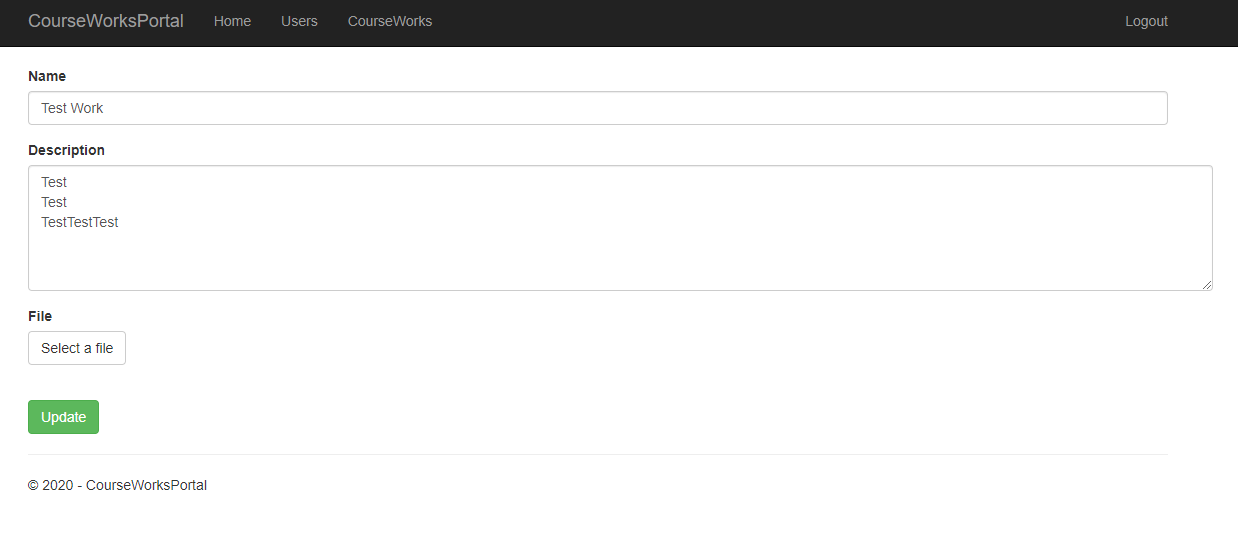 CourseWorksPortal Home Users CourseWorks Logout
Name
Test Work
Description
Test
Test
TestTestTest
File
Select a file
Update
© 2020 - CourseWorksPortal